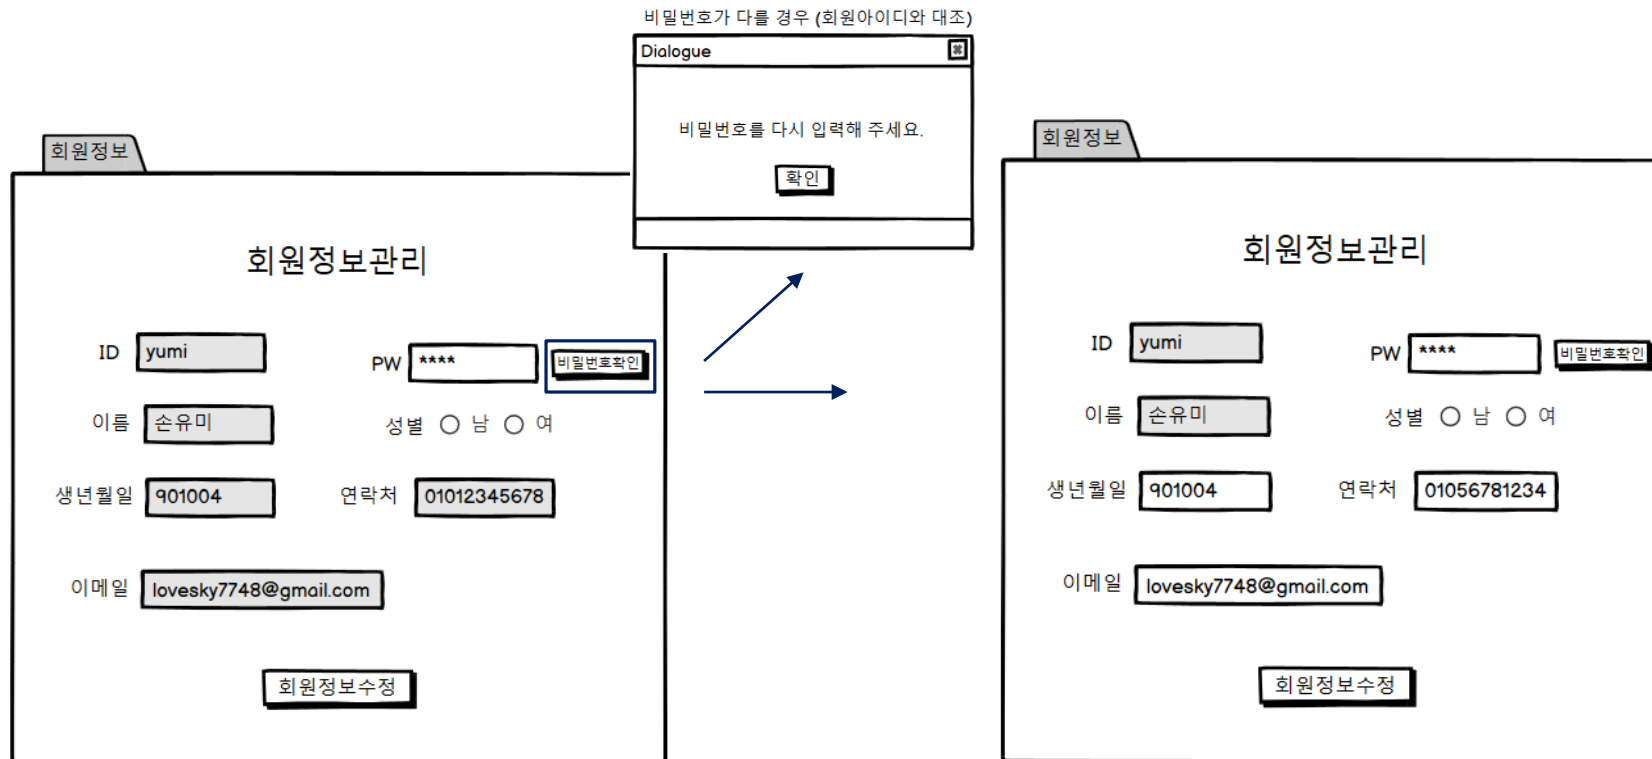 비밀번호가 다를 경우 (회원아이디와 대조)
Dialogue
비밀번호를 다시 입력해 주세요.
확인
회원정보
회원정보관리
ID yumi PW **** 비밀번호확인
이름 손유미 성별 남 여
생년월일 901004 연락처 01012345678
이메일 lovesky7748@gmail.com
회원정보수정
회원정보
회원정보관리
ID yumi PW **** 비밀번호확인
이름 손유미 성별 남 여
생년월일 901004 연락처 01056781234
이메일 lovesky7748@gmail.com
회원정보수정